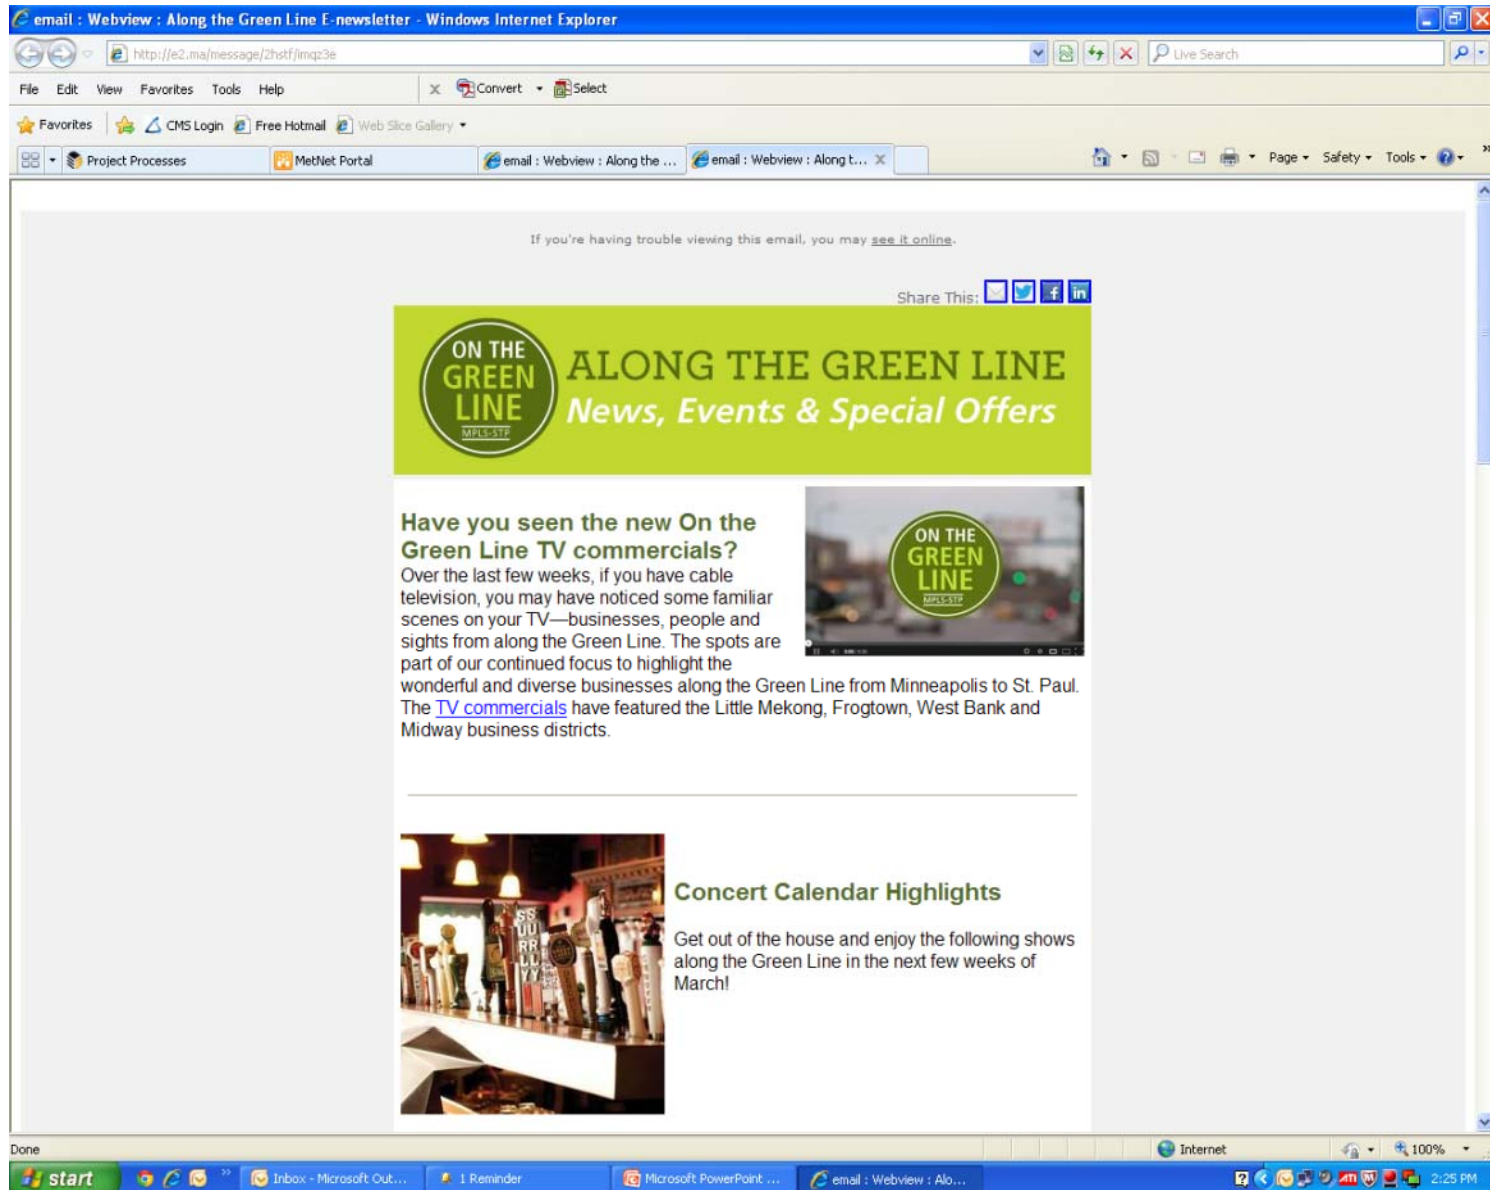 email : Webview : Along the Green Line E-newsletter - Windows Internet Explorer
http://e2.ma/message/2hstf/imqz3e
Live Search
File Edit View Favorites Tools Help
x Convert Select
Favorites CMS Login Free Hotmail Web Slice Gallery
Project Processes MetNet Portal email : Webview : Along the ... email : Webview : Along t... X Page Safety Tools »
If you're having trouble viewing this email, you may see it online.
Share This:
ON THE
GREEN
LINE
MPLS-STP
ALONG THE GREEN LINE
News, Events & Special Offers
Have you seen the new On the
Green Line TV commercials?
Over the last few weeks, if you have cable
television, you may have noticed some familiar
scenes on your TV—businesses, people and
sights from along the Green Line. The spots are
part of our continued focus to highlight the
wonderful and diverse businesses along the Green Line from Minneapolis to St. Paul.
The TV commercials have featured the Little Mekong, Frogtown, West Bank and
Midway business districts.
ON THE
GREEN
LINE
MPLS-STP
SS
UU
RR
LL
YY
Concert Calendar Highlights
Get out of the house and enjoy the following shows
along the Green Line in the next few weeks of
March!
Done Internet 100%
start » Inbox - Microsoft Out... 1 Reminder Microsoft PowerPoint ... email : Webview : Alo... 2:25 PM